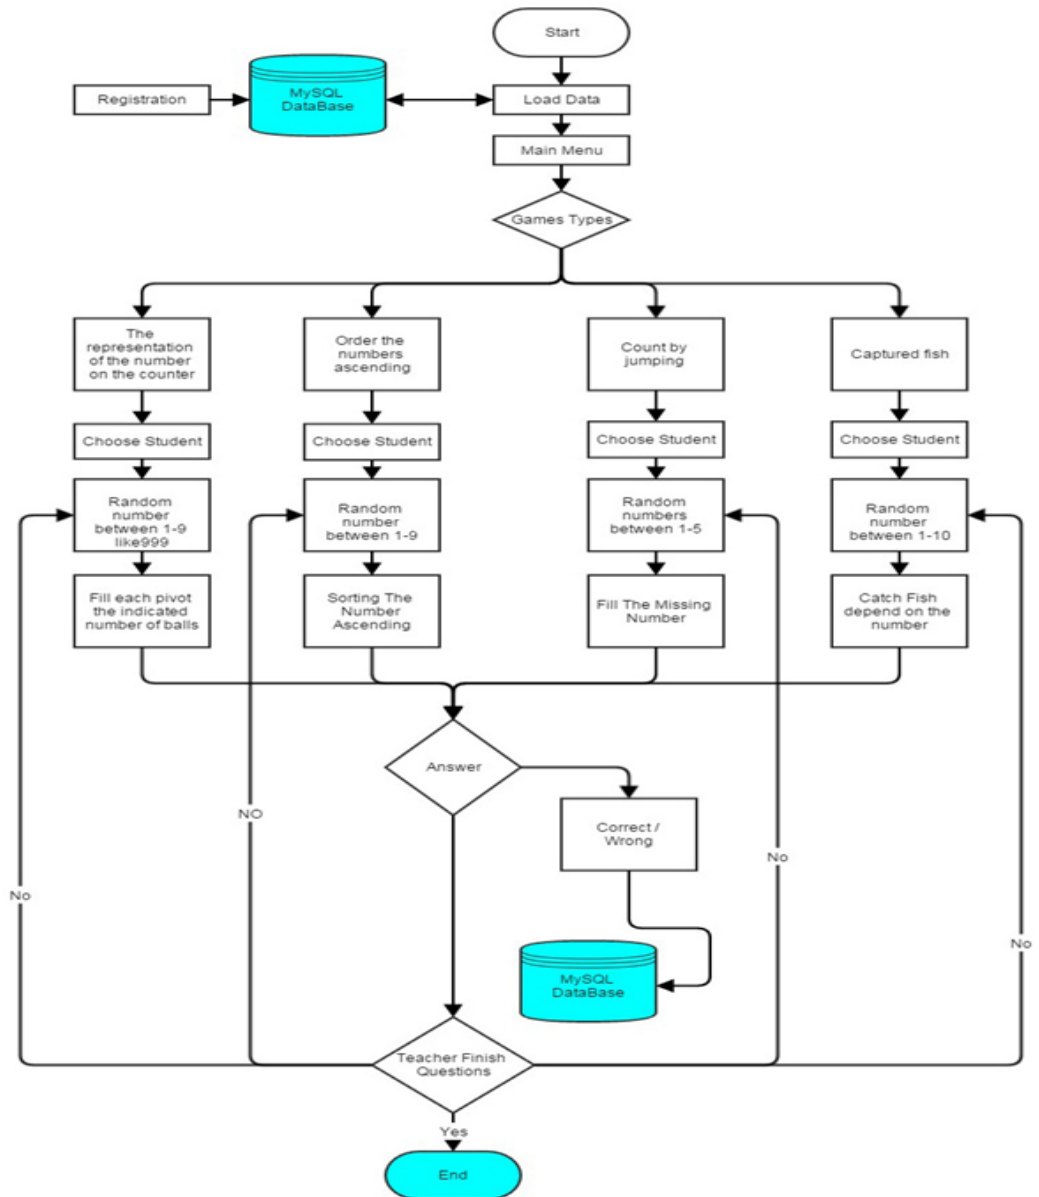 Start
Registration
MySQL
DataBase
Load Data
Main Menu
Games Types
The
representation
of the number
on the counter
Order the
numbers
ascending
Count by
jumping
Captured fish
Choose Student
Choose Student
Choose Student
Choose Student
Random
number
between 1-9
like999
Random
number
between 1-9
Random
numbers
between 1-5
Random
number
between 1-10
Fill each pivot
the indicated
number of balls
Sorting The
Number
Ascending
Fill The Missing
Number
Catch Fish
depend on the
number
Answer
Correct /
Wrong
NO
No
No
No
MySQL
DataBase
Teacher Finish
Questions
Yes
End